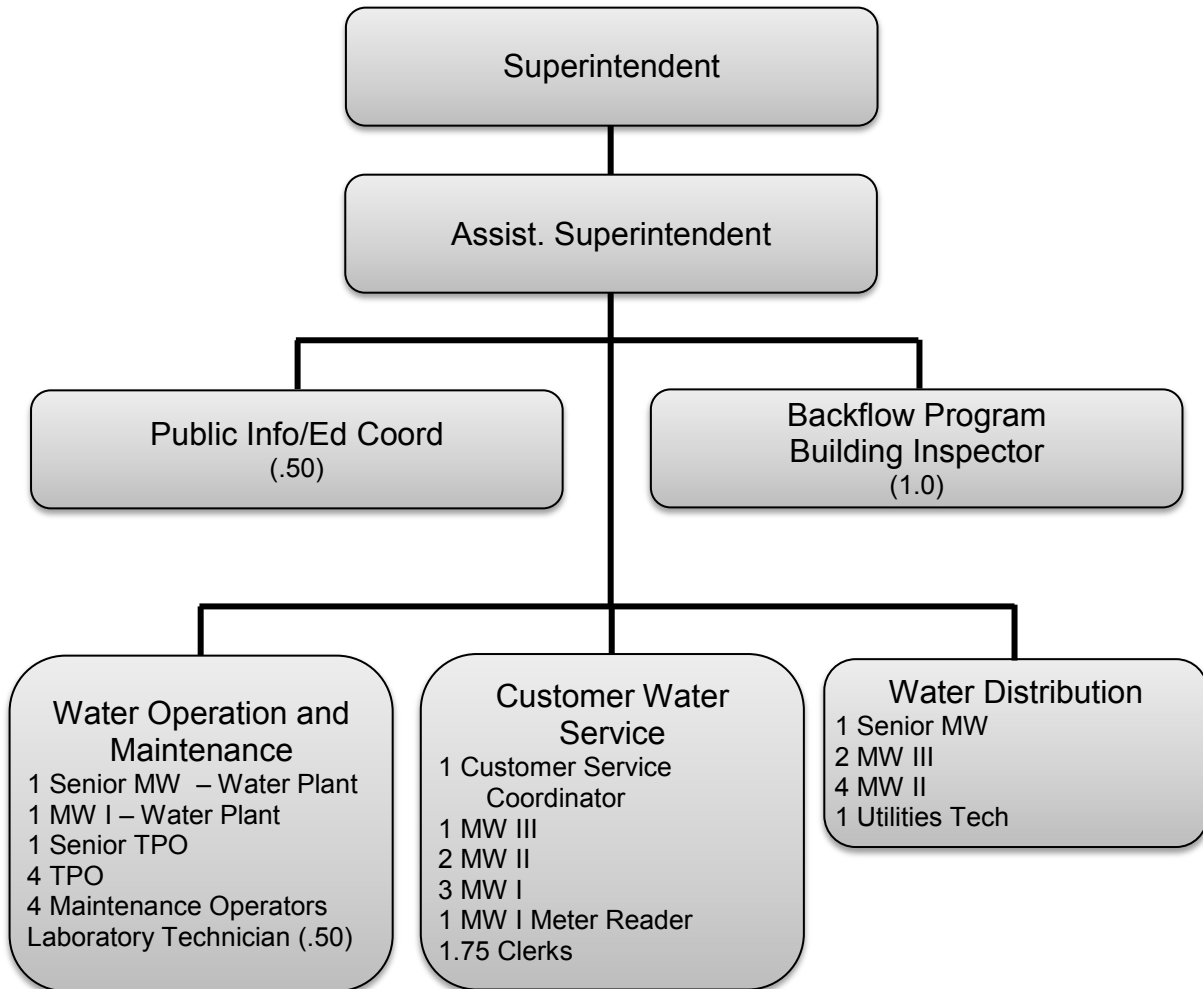 Superintendent
Assist. Superintendent
Public Info/Ed Coord
(.50)
Backflow Program
Building Inspector
(1.0)
Water Operation and
Maintenance
1 Senior MW – Water Plant
1 MW I – Water Plant
1 Senior TPO
4 TPO
4 Maintenance Operators
Laboratory Technician (.50)
Customer Water
Service
1 Customer Service
Coordinator
1 MW III
2 MW II
3 MW I
1 MW I Meter Reader
1.75 Clerks
Water Distribution
1 Senior MW
2 MW III
4 MW II
1 Utilities Tech